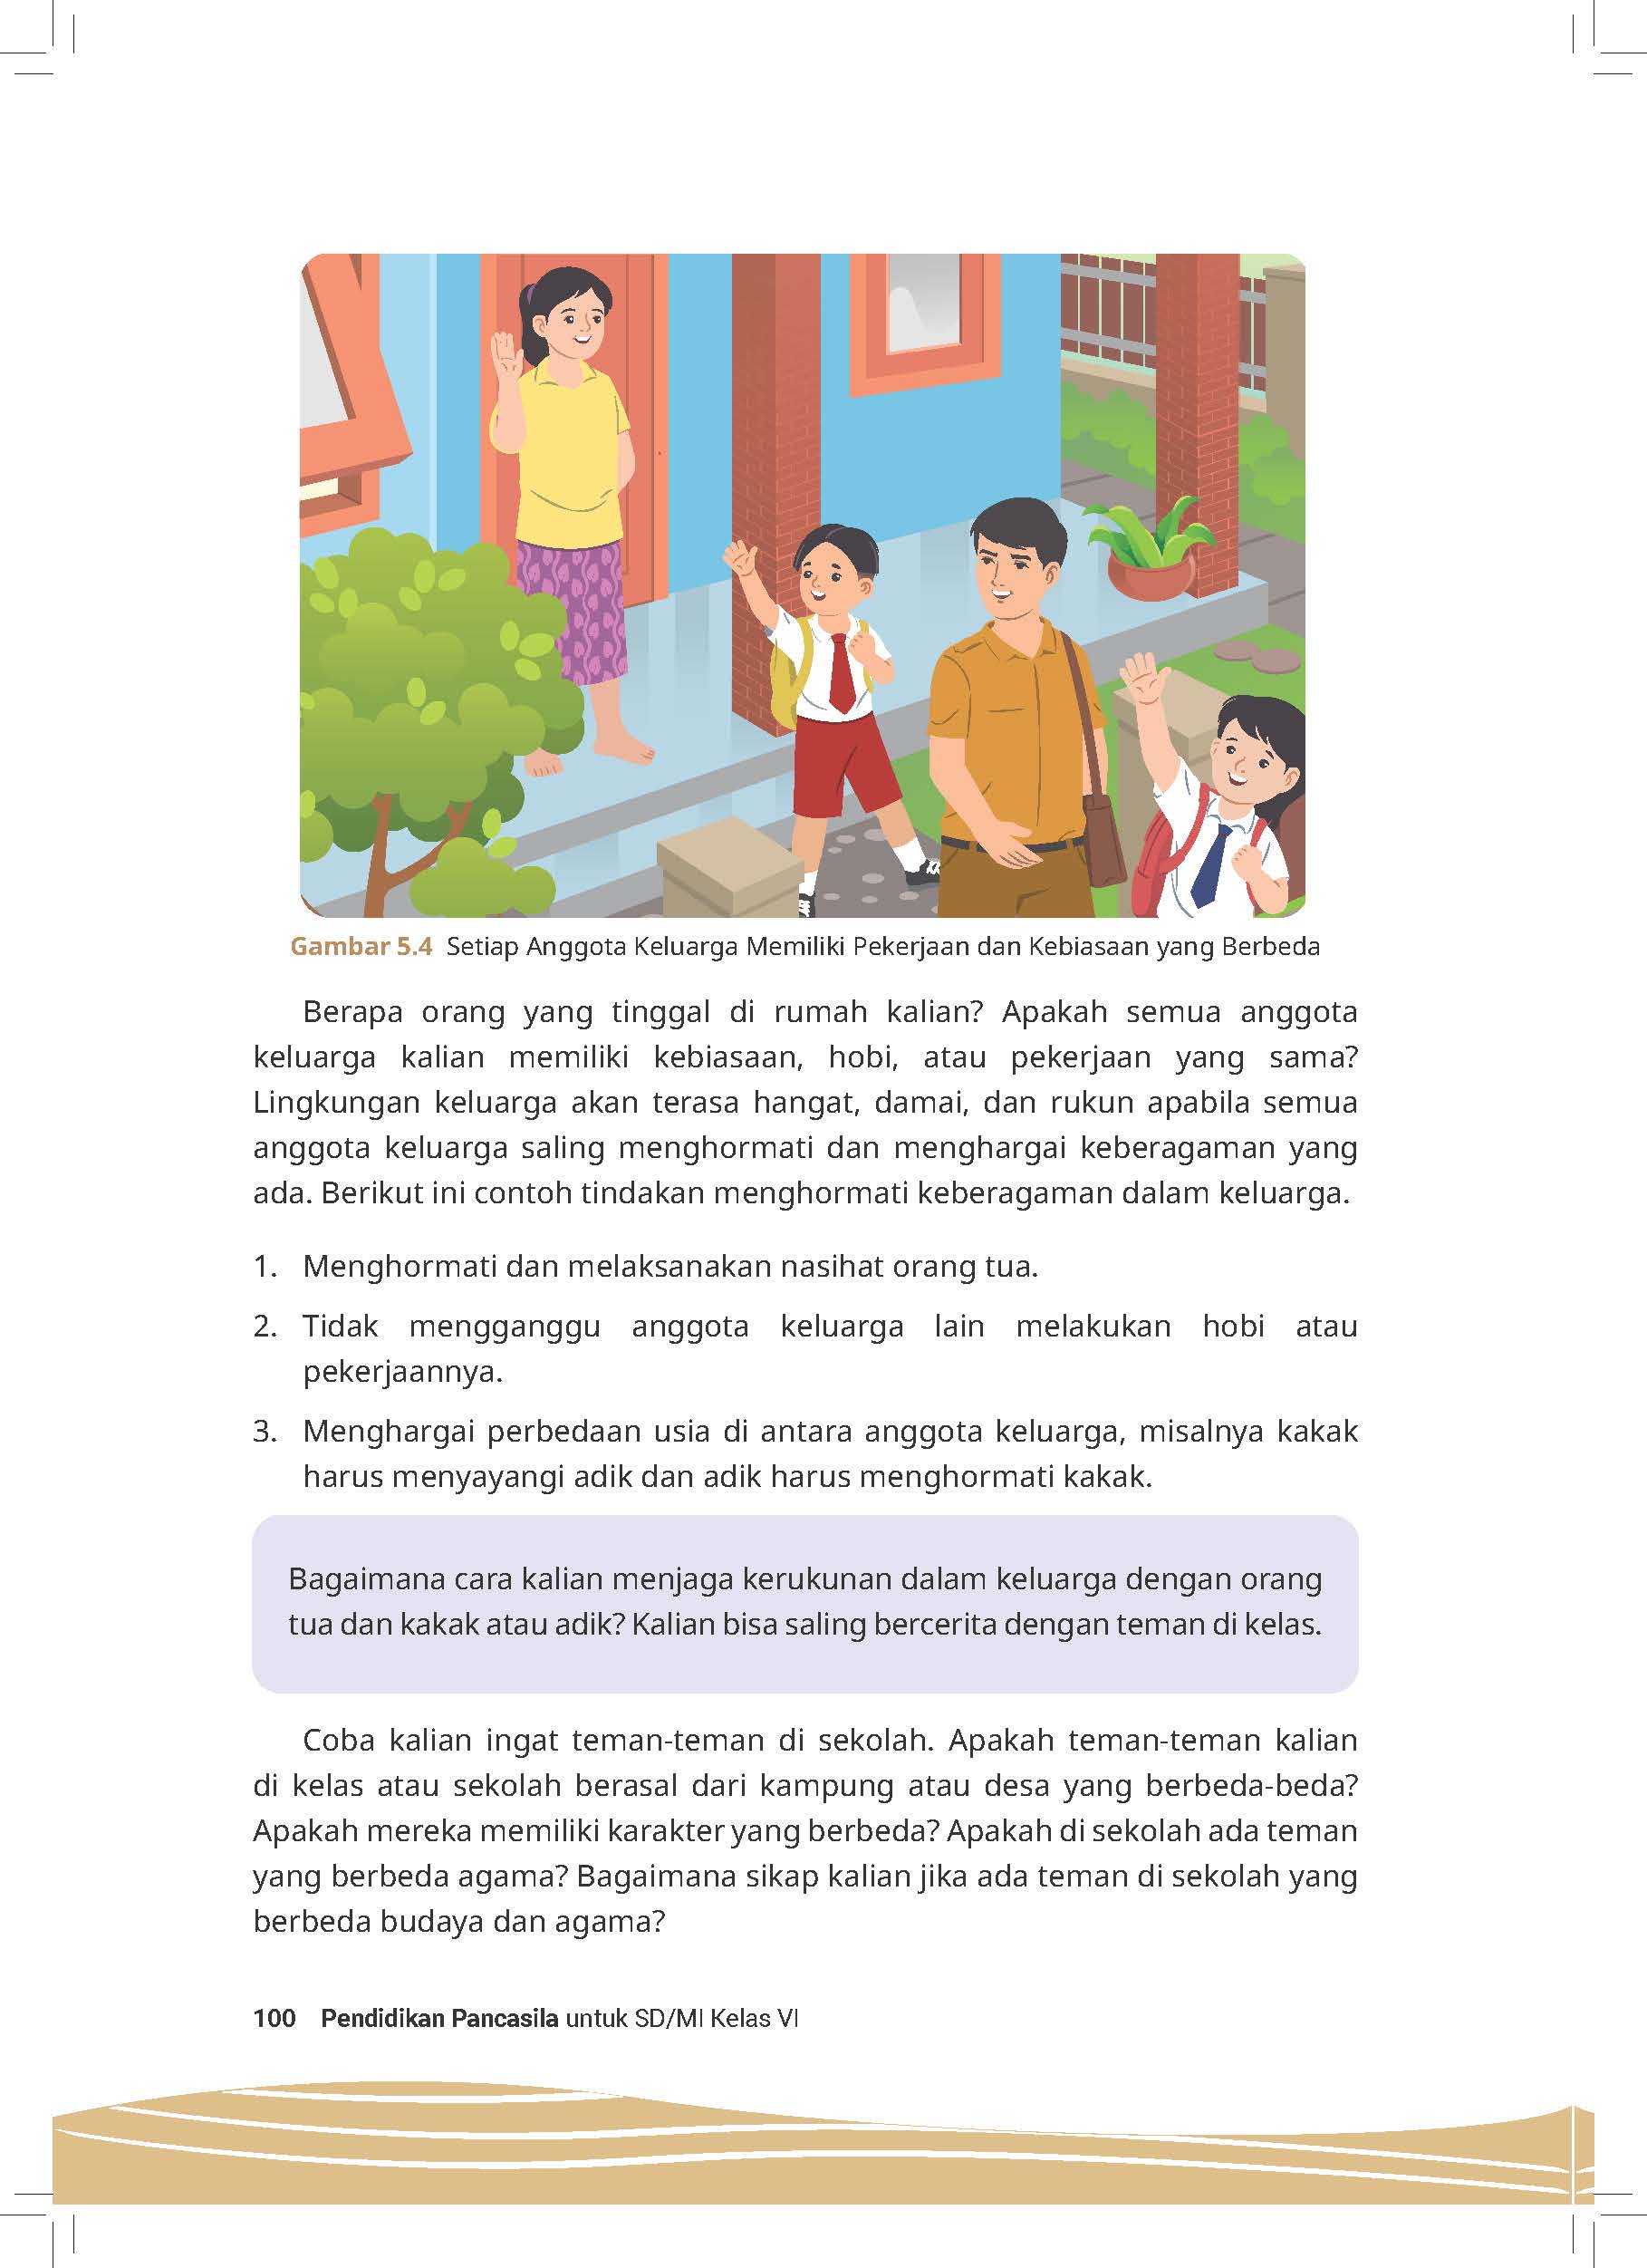 Gambar 5.4 Setiap Anggota Keluarga Memiliki Pekerjaan dan Kebiasaan yang Berbeda
Berapa orang yang tinggal di rumah kalian? Apakah semua anggota
keluarga kalian memiliki kebiasaan, hobi, atau pekerjaan yang sama?
Lingkungan keluarga akan terasa hangat, damai, dan rukun apabila semua
anggota keluarga saling menghormati dan menghargai keberagaman yang
ada. Berikut ini contoh tindakan menghormati keberagaman dalam keluarga.
1. Menghormati dan melaksanakan nasihat orang tua.
2. Tidak mengganggu anggota keluarga lain melakukan hobi atau
pekerjaannya.
3. Menghargai perbedaan usia di antara anggota keluarga, misalnya kakak
harus menyayangi adik dan adik harus menghormati kakak.
Bagaimana cara kalian menjaga kerukunan dalam keluarga dengan orang
tua dan kakak atau adik? Kalian bisa saling bercerita dengan teman di kelas.
Coba kalian ingat teman-teman di sekolah. Apakah teman-teman kalian
di kelas atau sekolah berasal dari kampung atau desa yang berbeda-beda?
Apakah mereka memiliki karakter yang berbeda? Apakah di sekolah ada teman
yang berbeda agama? Bagaimana sikap kalian jika ada teman di sekolah yang
berbeda budaya dan agama?
100 Pendidikan Pancasila untuk SD/MI Kelas VI